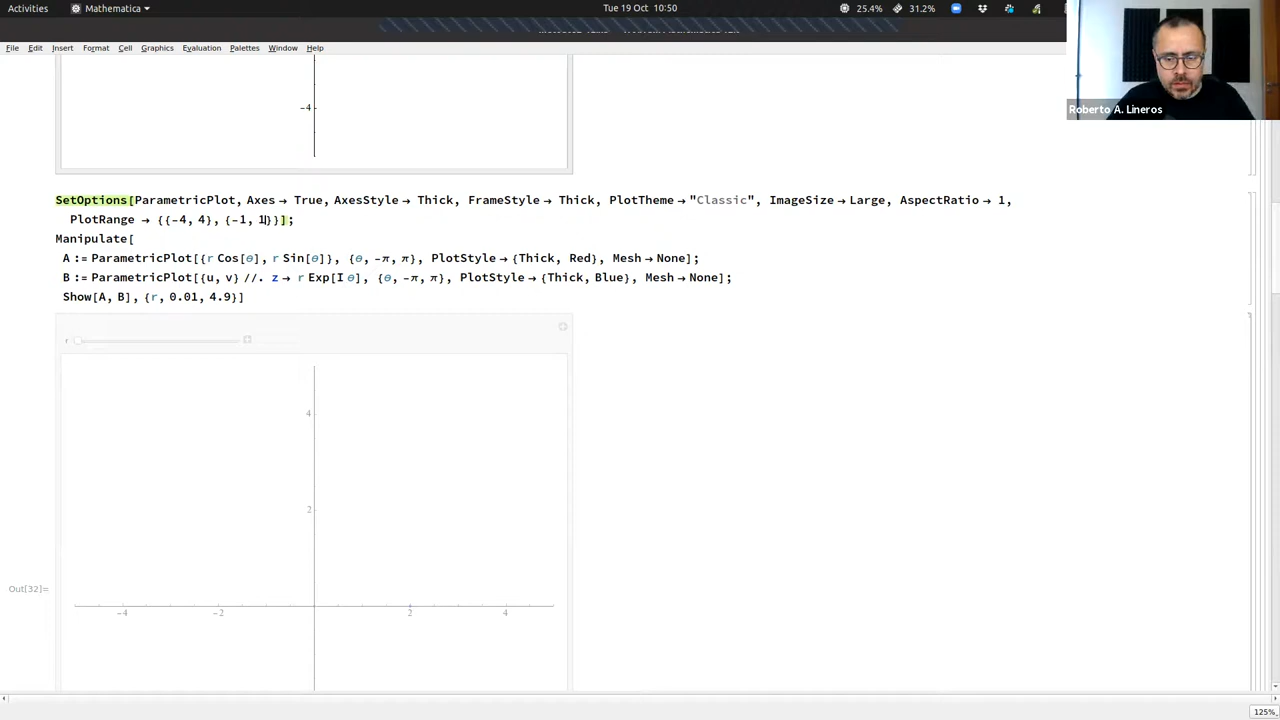 Activities Mathematica Tue 19 Oct 10:50 25.4% 31.2%
File Edit Insert Format Cell Graphics Evaluation Palettes Window Help
Roberto A. Lineros
-4
SetOptions[ParametricPlot, Axes→ True, AxesStyle→ Thick, FrameStyle→ Thick, PlotTheme→"Classic", ImageSize→Large, AspectRatio→ 1,
PlotRange → {{-4, 4}, {-1, 1}}];
Manipulate[
A := ParametricPlot[{r Cos[θ], r Sin[θ]}, {θ, -π, π}, PlotStyle→{Thick, Red}, Mesh→None];
B := ParametricPlot[{u, v} //. z→ r Exp[I θ], {θ, -π, π}, PlotStyle→{Thick, Blue}, Mesh→None];
Show[A, B], {r, 0.01, 4.9}]
r
4
2
Out[32]=
-4 -2 2 4
125%